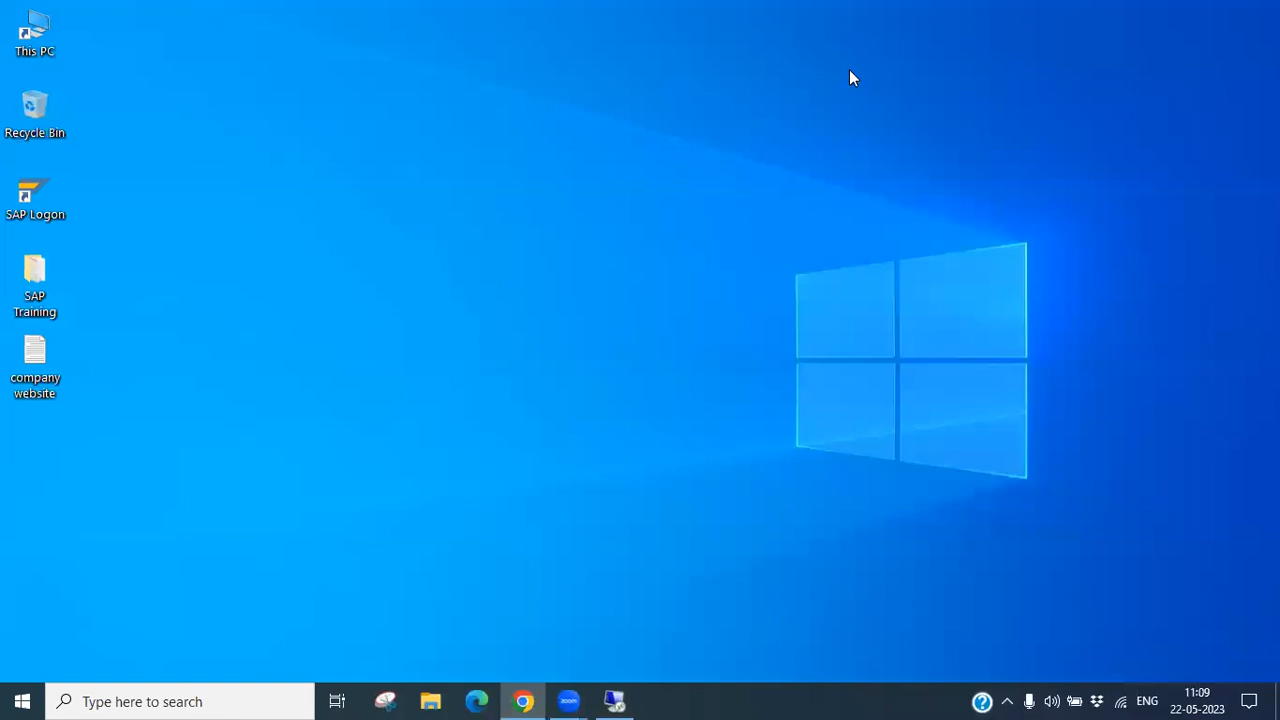 This PC
Recycle Bin
SAP Logon
SAP
Training
company
website
Type here to search
zoom
ENG
11:09
22-05-2023